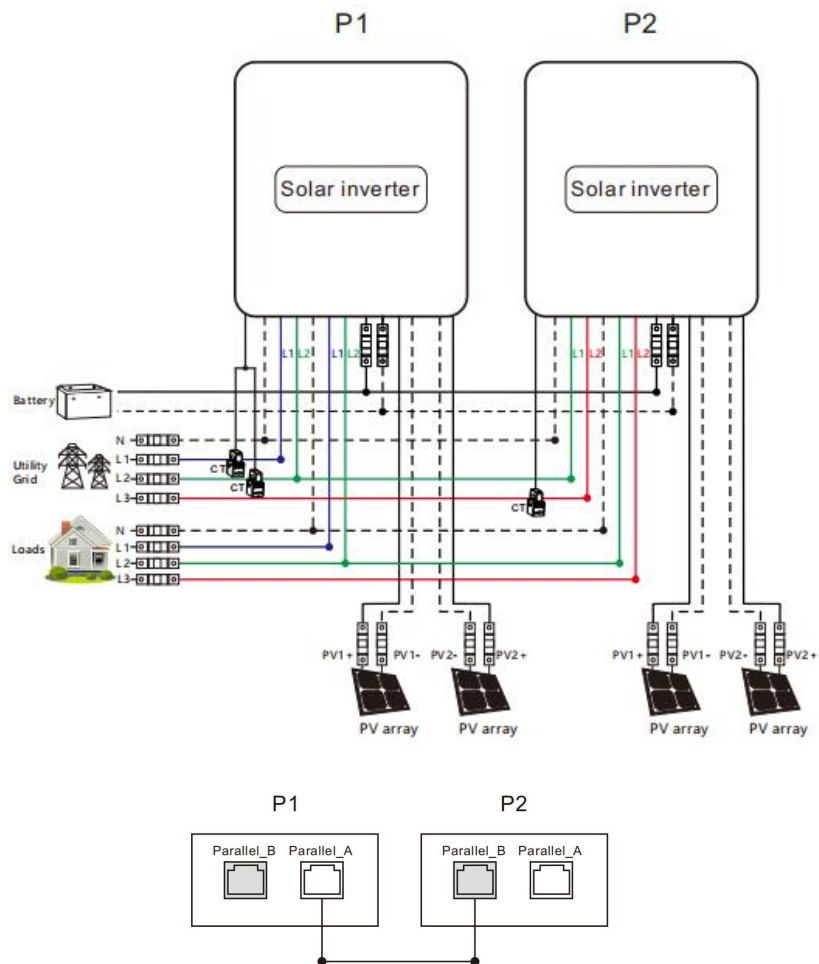 P1 P2
Solar inverter Solar inverter
L1 L2 L1 L2 L1 L2 L1 L2
Battery
N
L1
CT
Utility
Grid
L2
CT
L3
CT
N
L1
Loads
L2
L3
PV1+ PV1- PV2- PV2+ PV1+ PV1- PV2- PV2+
PV array PV array PV array PV array
P1 P2
Parallel_B Parallel_A Parallel_B Parallel_A